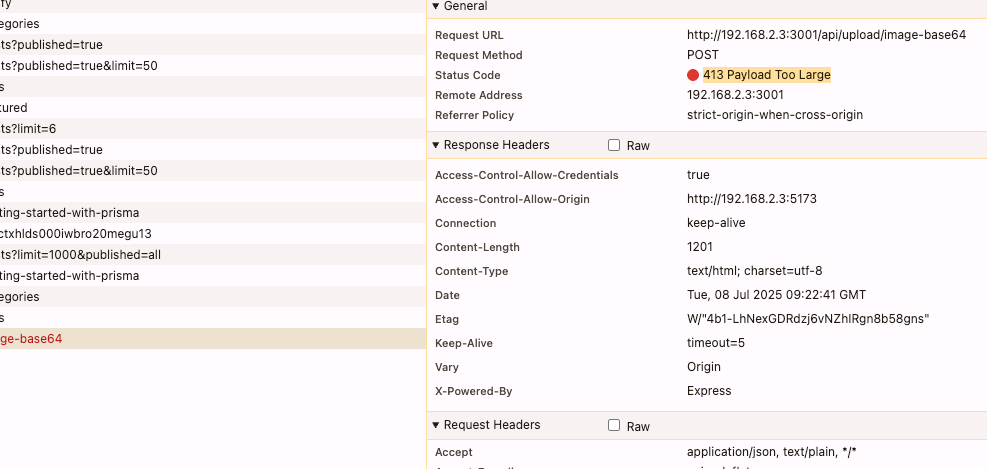 fy
egories
ts?published=true
ts?published=true&limit=50
s
tured
ts?limit=6
ts?published=true
ts?published=true&limit=50
s
ting-started-with-prisma
ctxhlds000iwbro20megu13
ts?limit=1000&published=all
ting-started-with-prisma
egories
s
ge-base64
General
Request URL http://192.168.2.3:3001/api/upload/image-base64
Request Method POST
Status Code 413 Payload Too Large
Remote Address 192.168.2.3:3001
Referrer Policy strict-origin-when-cross-origin
Response Headers Raw
Access-Control-Allow-Credentials true
Access-Control-Allow-Origin http://192.168.2.3:5173
Connection keep-alive
Content-Length 1201
Content-Type text/html; charset=utf-8
Date Tue, 08 Jul 2025 09:22:41 GMT
Etag W/"4b1-LhNexGDRdzj6vNZhlRgn8b58gns"
Keep-Alive timeout=5
Vary Origin
X-Powered-By Express
Request Headers Raw
Accept application/json, text/plain, */*